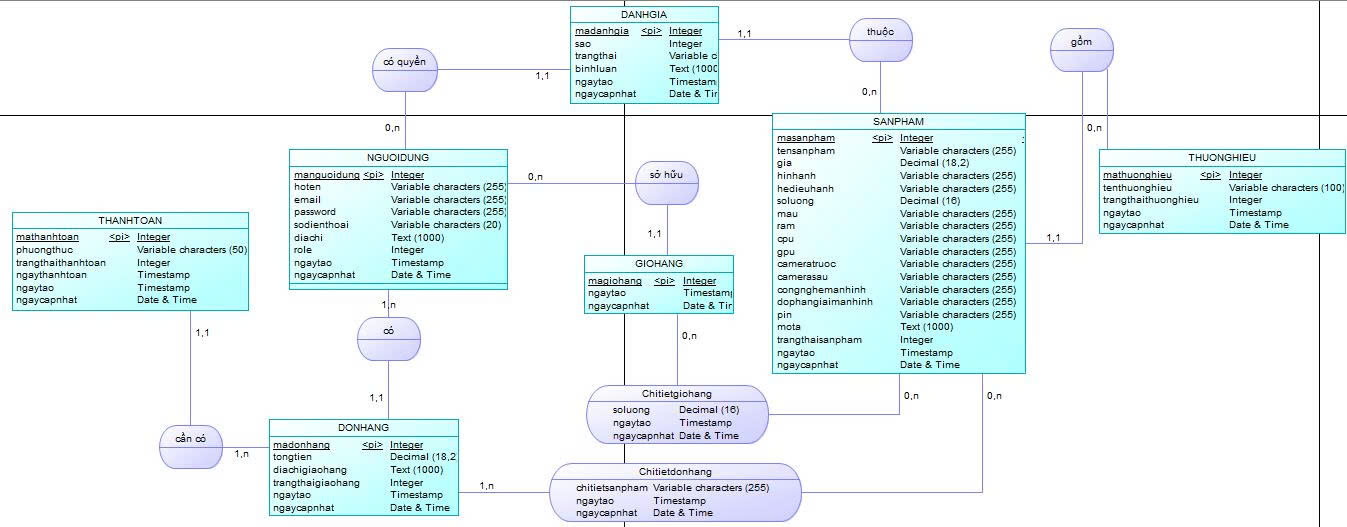 DANHGIA
madanhgia <pi> Integer
sao Integer
trangthai Variable c
binhluan Text (1000
ngaytao Timestam
ngaycapnhat Date & Tir
1,1
thuộc
0,n
gồm
0,n
1,1
có quyền
1,1
0,n
SANPHAM
masanpham <pi> Integer
tensanpham Variable characters (255)
gia Decimal (18,2)
hinhanh Variable characters (255)
hedieuhanh Variable characters (255)
soluong Decimal (16)
mau Variable characters (255)
ram Variable characters (255)
cpu Variable characters (255)
gpu Variable characters (255)
cameratruoc Variable characters (255)
camerasau Variable characters (255)
congnghemanhinh Variable characters (255)
dophangiaimanhinh Variable characters (255)
pin Variable characters (255)
mota Text (1000)
trangthaisanpham Integer
ngaytao Timestamp
ngaycapnhat Date & Time
THUONGHIEU
mathuonghieu <pi> Integer
tenthuonghieu Variable characters (100)
trangthaithuonghieu Integer
ngaytao Timestamp
ngaycapnhat Date & Time
NGUOIDUNG
manguoidung <pi> Integer
hoten Variable characters (255)
email Variable characters (255)
password Variable characters (255)
sodienthoai Variable characters (20)
diachi Text (1000)
role Integer
ngaytao Timestamp
ngaycapnhat Date & Time
0,n
sở hữu
1,1
THANHTOAN
mathanhtoan <pi> Integer
phuongthuc Variable characters (50)
trangthaithanhtoan Integer
ngaythanhtoan Timestamp
ngaytao Timestamp
ngaycapnhat Date & Time
1,1
GIOHANG
magiohang <pi> Integer
ngaytao Timestam
ngaycapnhat Date & Tir
0,n
1,n
có
1,1
Chitietgiohang
soluong Decimal (16)
ngaytao Timestamp
ngaycapnhat Date & Time
0,n
0,n
cần có
1,n
DONHANG
madonhang <pi> Integer
tongtien Decimal (18,2
diachigiaohang Text (1000)
trangthaigiaohang Integer
ngaytao Timestamp
ngaycapnhat Date & Time
1,n
Chitietdonhang
chitietsanpham Variable characters (255)
ngaytao Timestamp
ngaycapnhat Date & Time